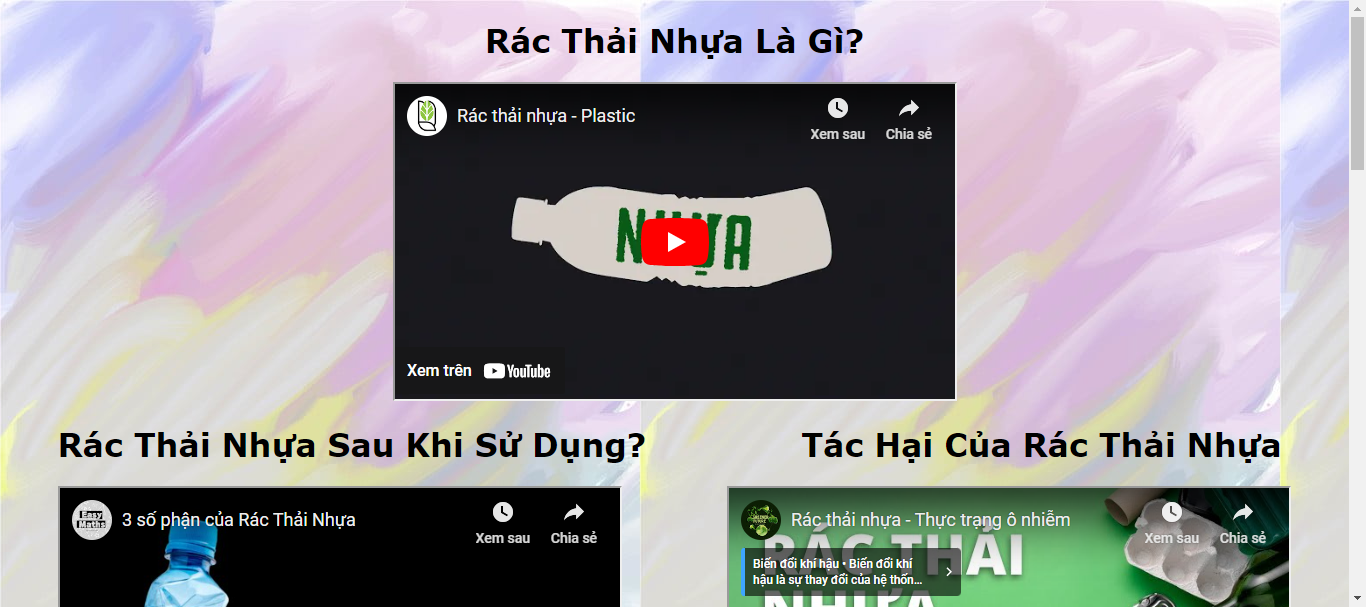 Rác Thải Nhựa Là Gì?
Rác thải nhựa - Plastic
Xem sau
Chia sẻ
NHỰA
Xem trên YouTube
Rác Thải Nhựa Sau Khi Sử Dụng?
Tác Hại Của Rác Thải Nhựa
Easy
Maths
3 số phận của Rác Thải Nhựa
Xem sau
Chia sẻ
Rác thải nhựa - Thực trạng ô nhiễm
Xem sau
Chia sẻ
RÁC THẢI
Biến đổi khí hậu • Biến đổi khí
hậu là sự thay đổi của hệ thốn...
NHỰA